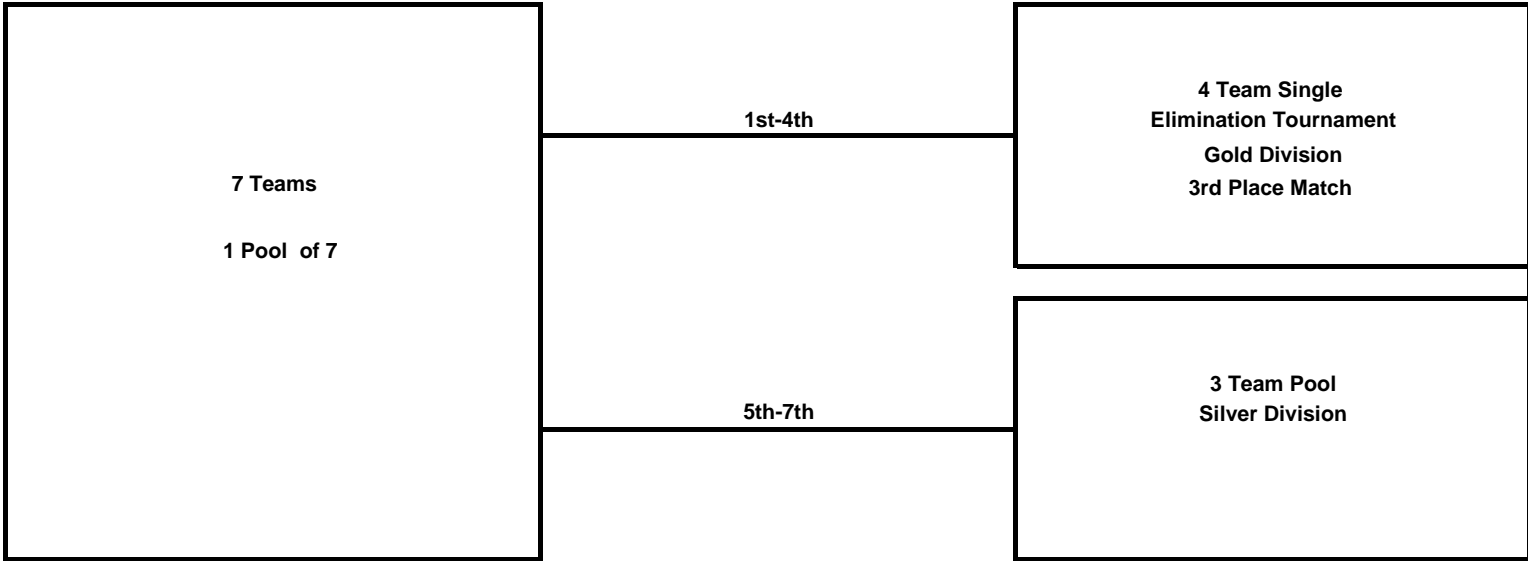 7 Teams
1 Pool of 7
1st-4th
4 Team Single
Elimination Tournament
Gold Division
3rd Place Match
5th-7th
3 Team Pool
Silver Division